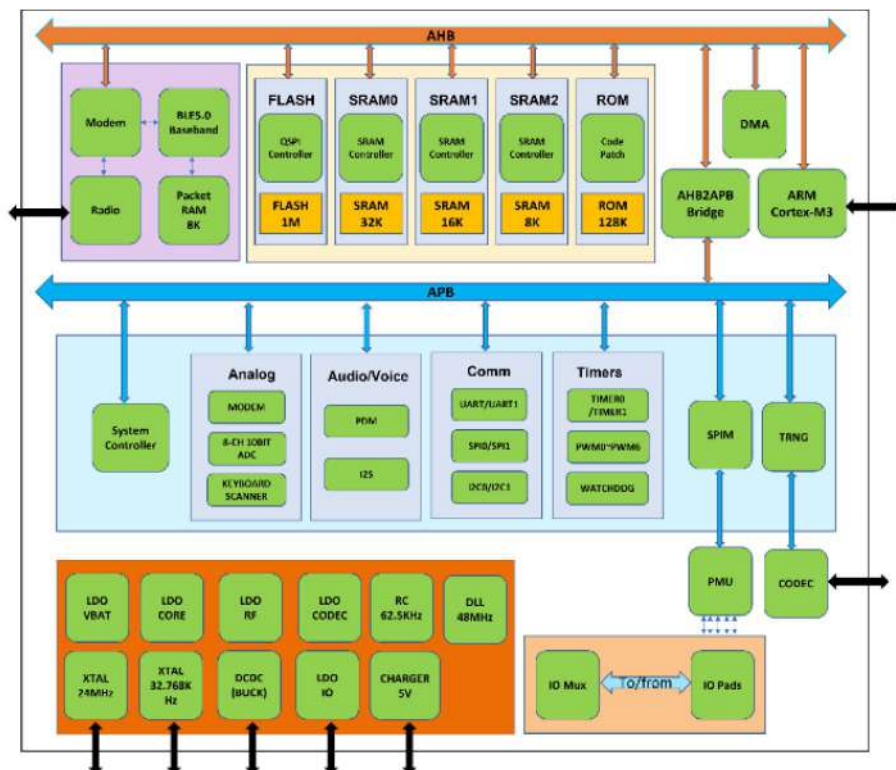 AHB
Modem
BLE5.0
Baseband
Radio
Packet
RAM
8K
FLASH
QSPI
Controller
FLASH
1M
SRAM0
SRAM
Controller
SRAM
32K
SRAM1
SRAM
Controller
SRAM
16K
SRAM2
SRAM
Controller
SRAM
8K
ROM
Code
Patch
ROM
128K
DMA
AHB2APB
Bridge
ARM
Cortex-M3
APB
System
Controller
Analog
MODEM
8-CH 10BIT
ADC
KEYBOARD
SCANNER
Audio/Voice
PDM
I2S
Comm
UART/UART1
SPI0/SPI1
I2C0/I2C1
Timers
TIMER0
/TIMER1
PWM0~PWM6
WATCHDOG
SPIM
TRNG
PMU
CODEC
LDO
VBAT
LDO
CORE
LDO
RF
LDO
CODEC
RC
62.5KHz
DLL
48MHz
XTAL
24MHz
XTAL
32.768K
Hz
DCDC
(BUCK)
LDO
IO
CHARGER
5V
IO Mux
To/from
IO Pads